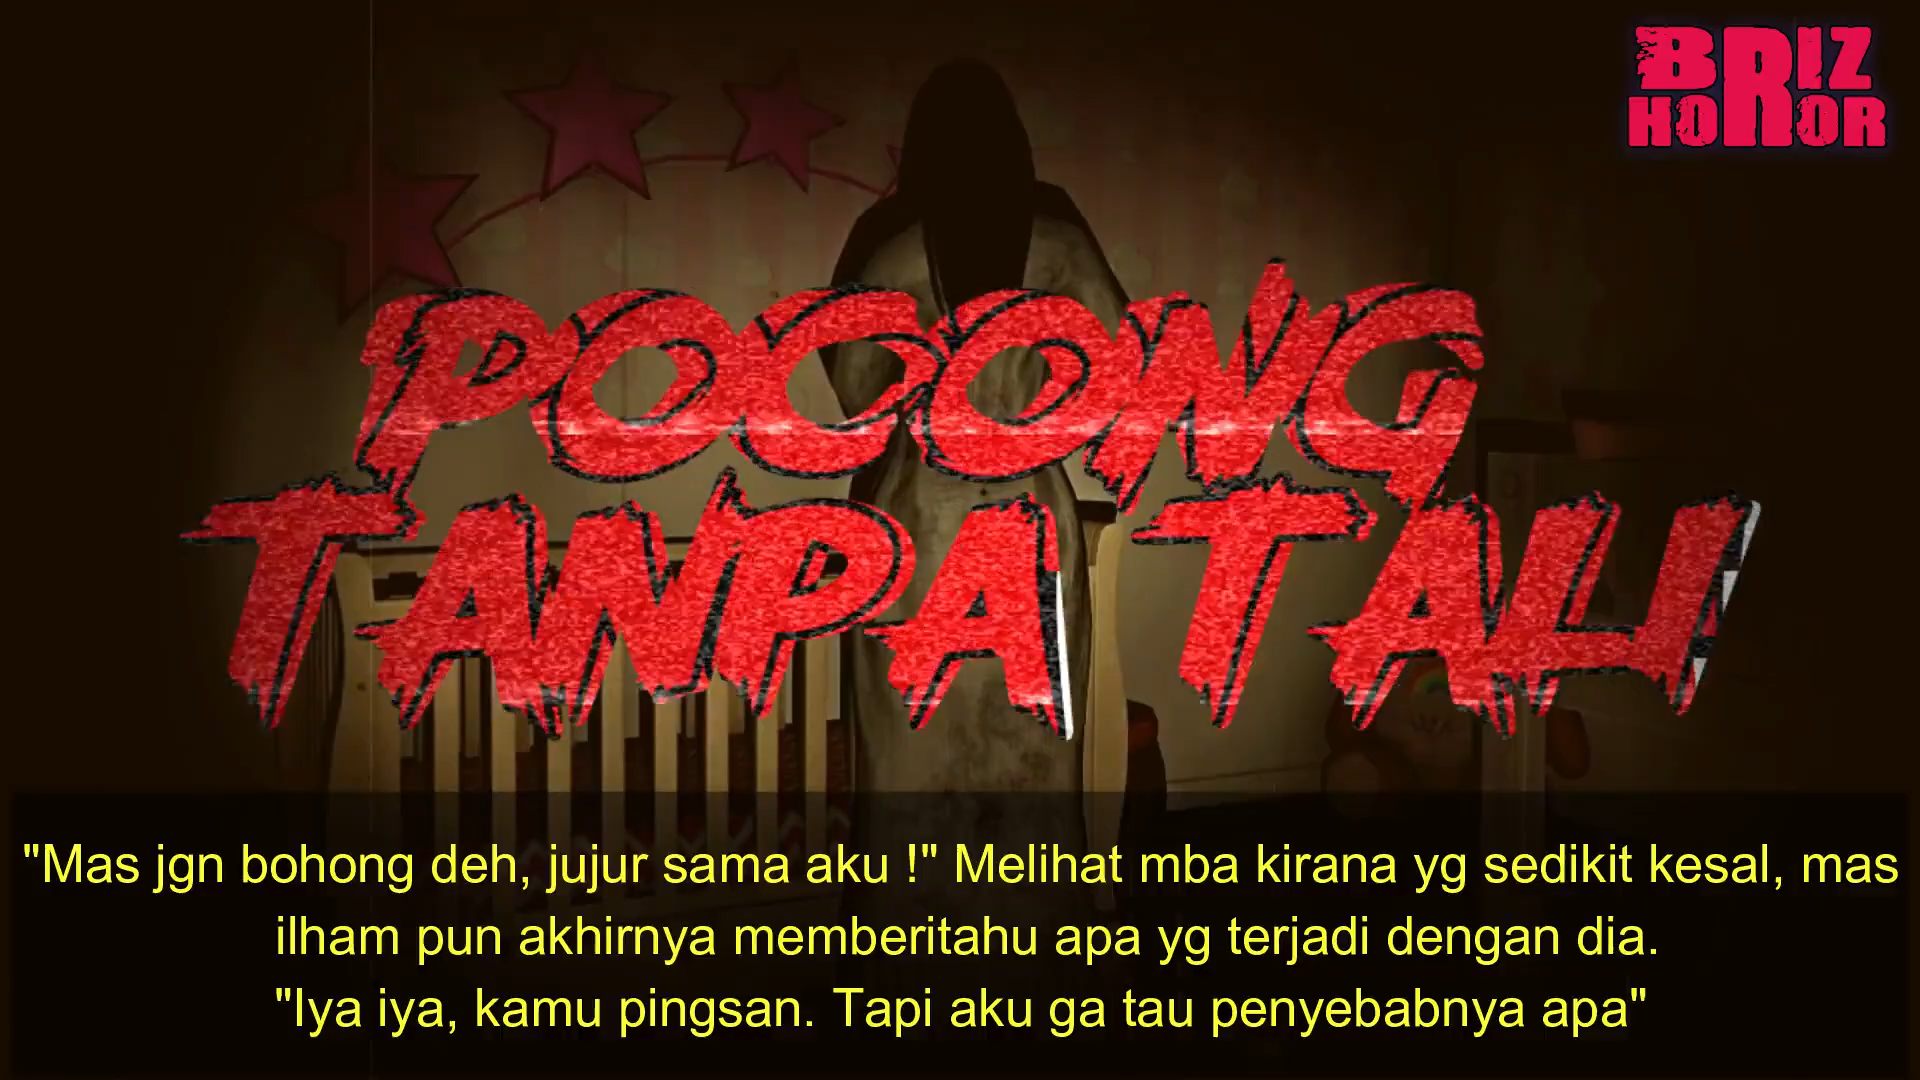 BRIZ
HOROR
POCONG
TANPA TALI
"Mas jgn bohong deh, jujur sama aku !" Melihat mba kirana yg sedikit kesal, mas
ilham pun akhirnya memberitahu apa yg terjadi dengan dia.
"Iya iya, kamu pingsan. Tapi aku ga tau penyebabnya apa"